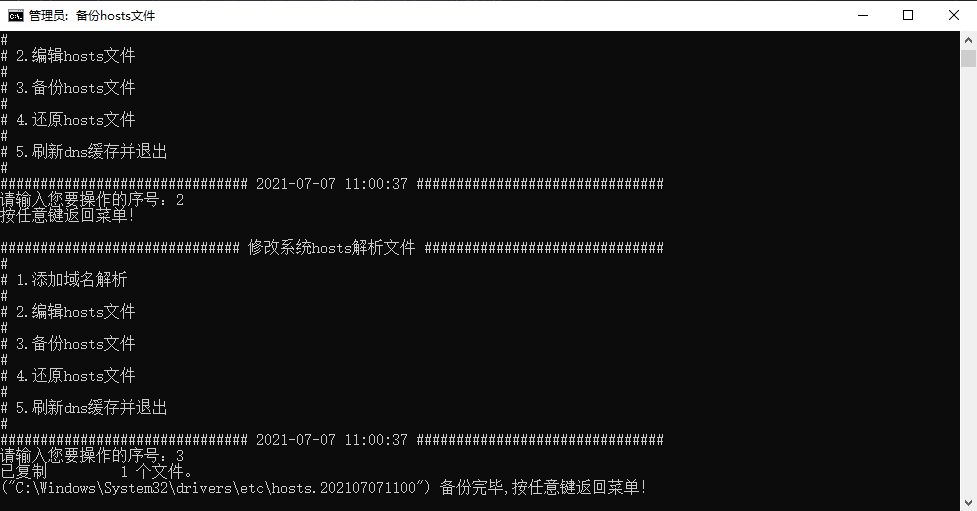 管理员: 备份hosts文件
#
# 2.编辑hosts文件
#
# 3.备份hosts文件
#
# 4.还原hosts文件
#
# 5.刷新dns缓存并退出
#
############################### 2021-07-07 11:00:37 ###############################
请输入您要操作的序号：2
按任意键返回菜单!
############################## 修改系统hosts解析文件 ##############################
#
# 1.添加域名解析
#
# 2.编辑hosts文件
#
# 3.备份hosts文件
#
# 4.还原hosts文件
#
# 5.刷新dns缓存并退出
#
############################### 2021-07-07 11:00:37 ###############################
请输入您要操作的序号：3
已复制         1 个文件。
("C:\Windows\System32\drivers\etc\hosts.202107071100") 备份完毕,按任意键返回菜单!